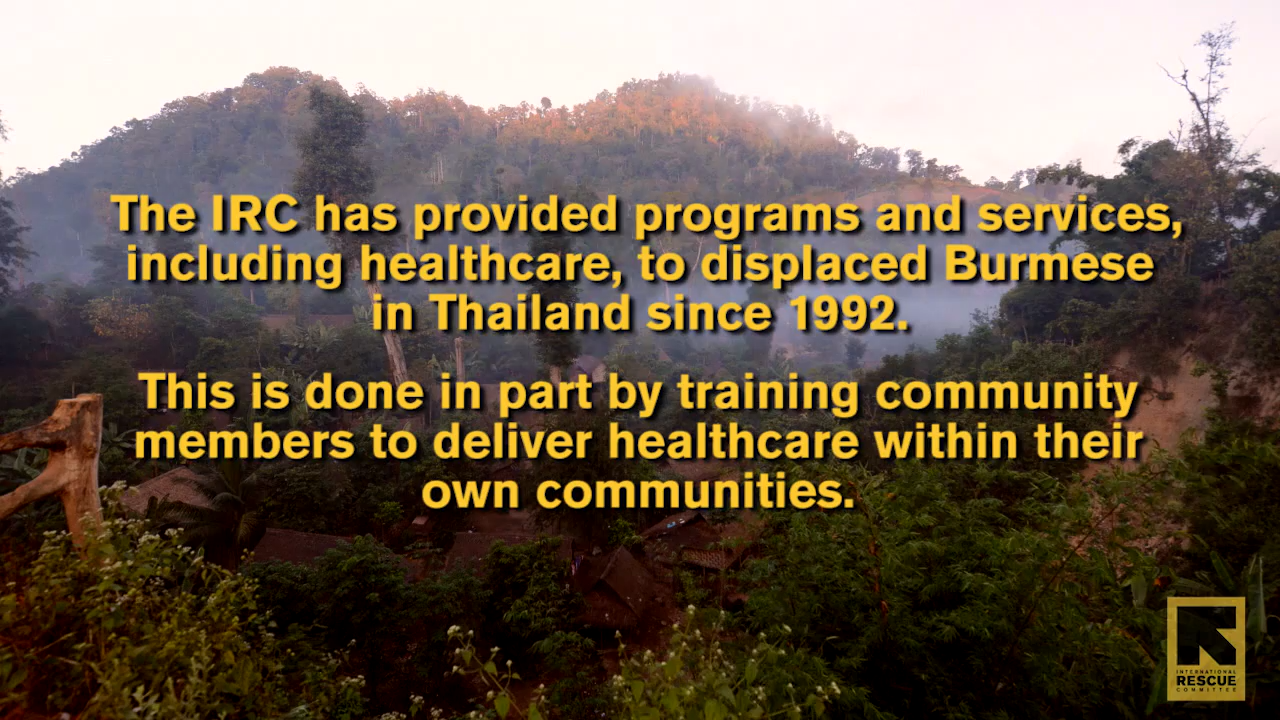 The IRC has provided programs and services,
including healthcare, to displaced Burmese
in Thailand since 1992.
This is done in part by training community
members to deliver healthcare within their
own communities.
INTERNATIONAL
RESCUE
COMMITTEE